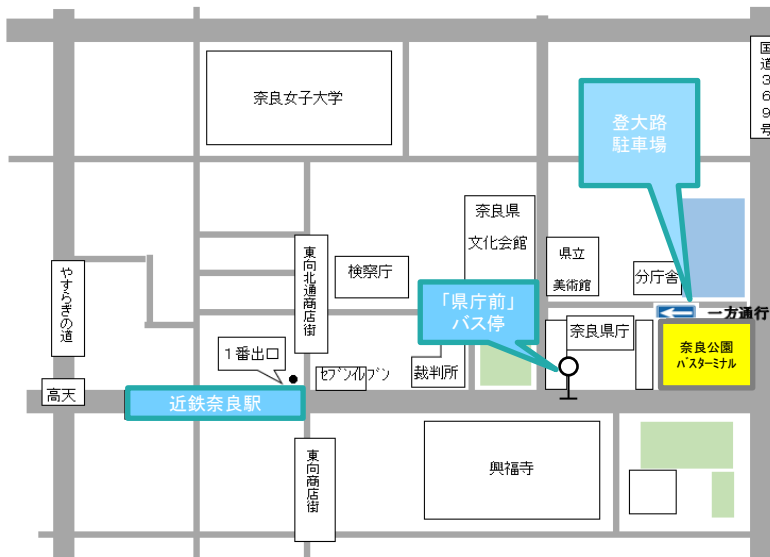 国道369号
奈良女子大学
登大路
駐車場
奈良県
文化会館
東向北通商店街
検察庁
県立
美術館
分庁舎
やすらぎの道
「県庁前」
バス停
一方通行
奈良県庁
奈良公園
バスターミナル
1番出口
セブンイレブン
裁判所
高天
近鉄奈良駅
東向商店街
興福寺